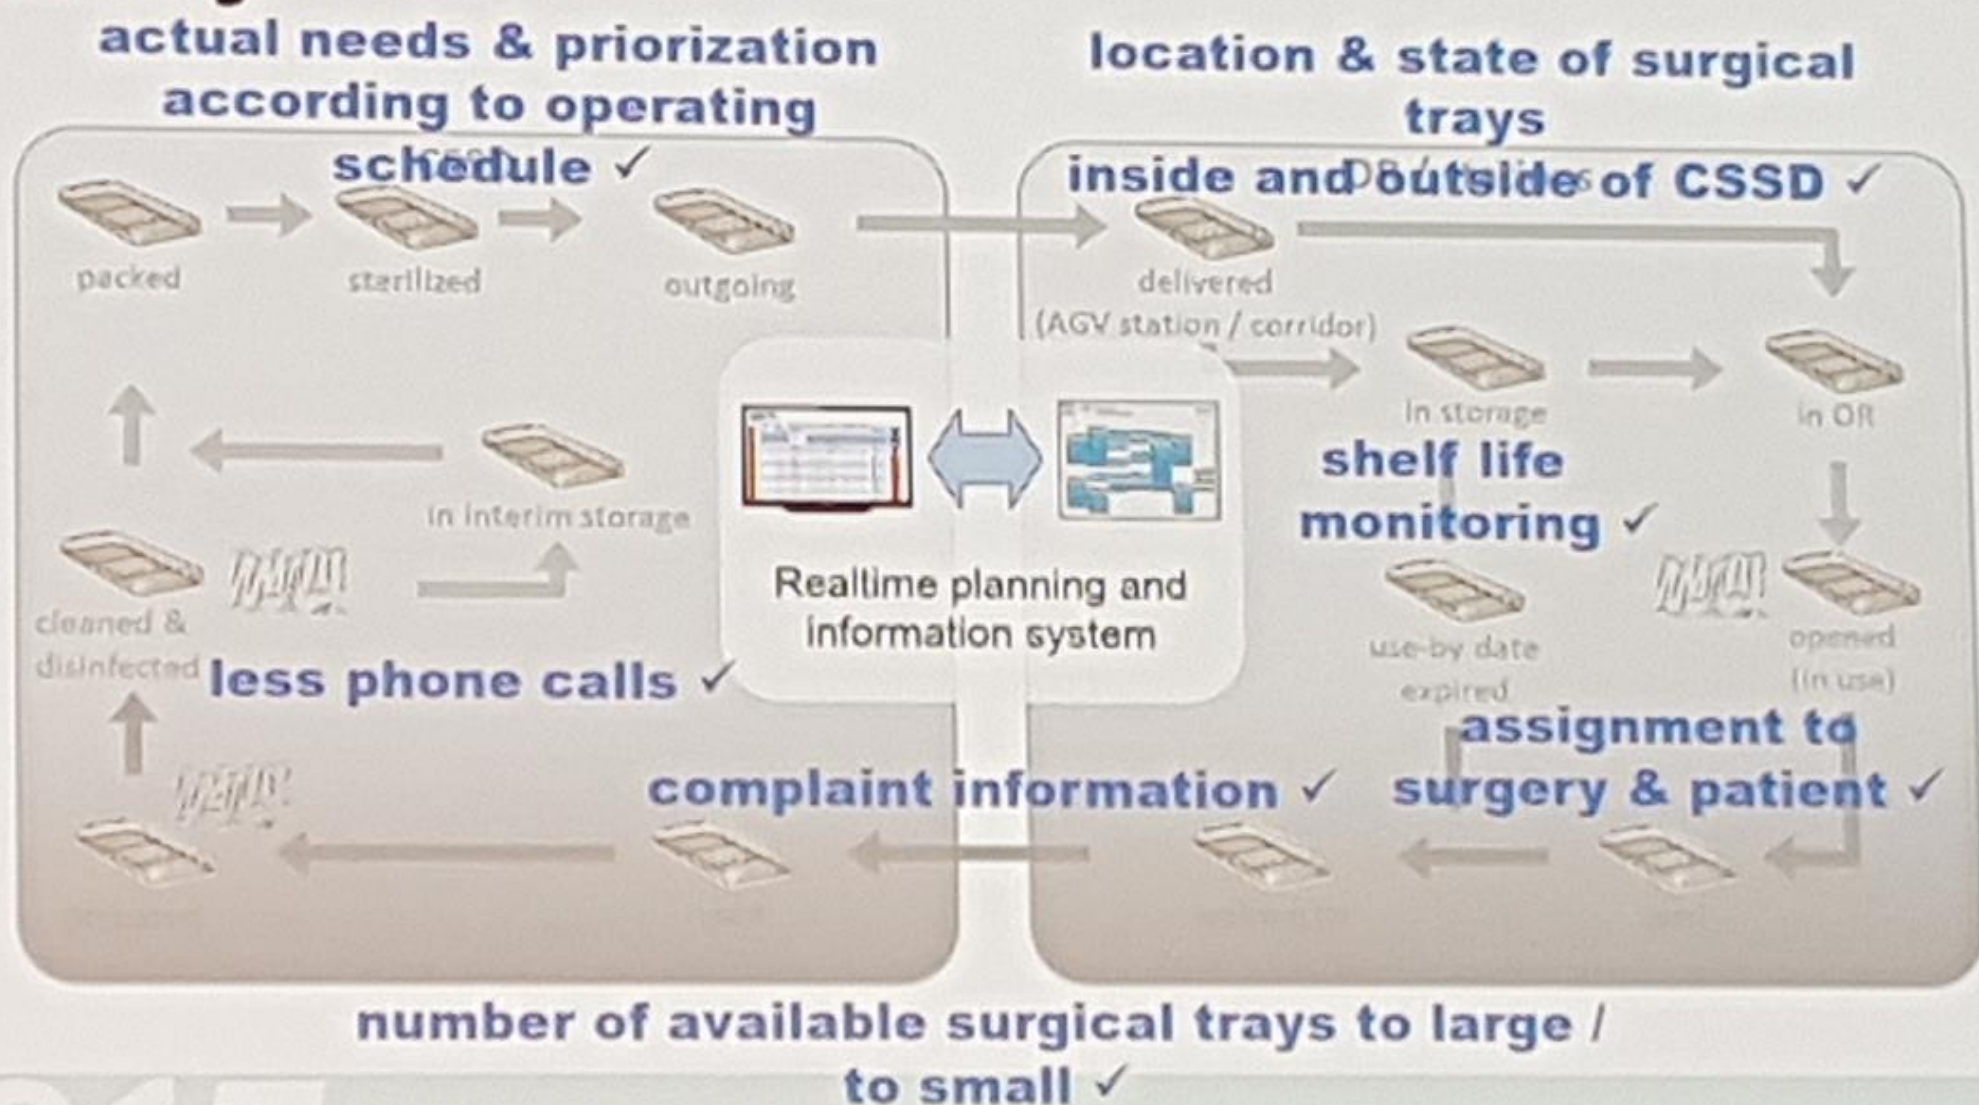 actual needs & priorization
according to operating
schedule ✓
location & state of surgical
trays
inside and outside of CSSD ✓
packed
sterilized
outgoing
delivered
(AGV station / corridor)
In storage
in OR
shelf life
monitoring ✓
in interim storage
Realtime planning and
information system
cleaned &
disinfected
less phone calls ✓
use-by date
expired
opened
(in use)
assignment to
surgery & patient ✓
complaint information ✓
number of available surgical trays to large /
to small ✓